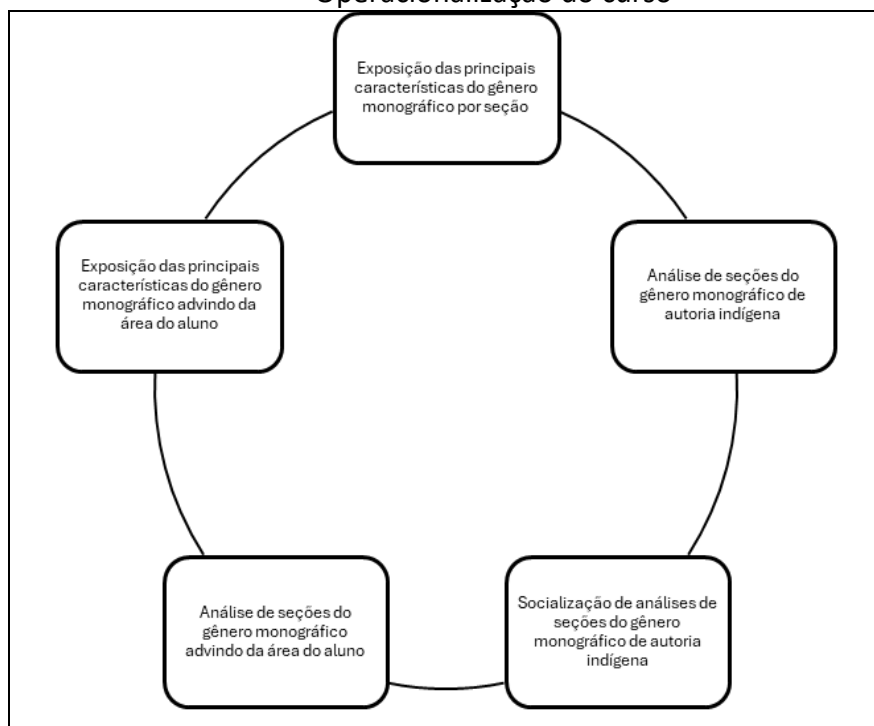 Operacionalização do curso
Exposição das principais
características do gênero
monográfico por seção
Análise de seções do
gênero monográfico de
autoria indígena
Socialização de análises de
seções do gênero
monográfico de autoria
indígena
Análise de seções do
gênero monográfico
advindo da área do aluno
Exposição das principais
características do gênero
monográfico advindo da
área do aluno